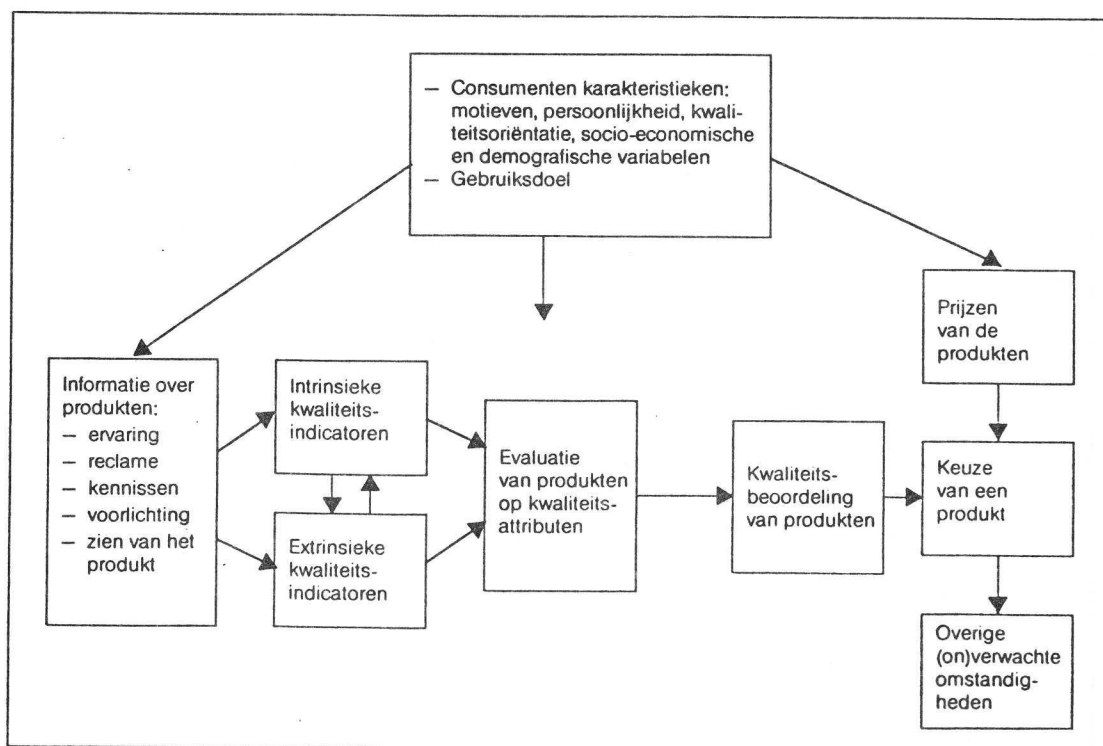 – Consumenten karakteristieken:
motieven, persoonlijkheid, kwali-
teitsoriëntatie, socio-economische
en demografische variabelen
– Gebruiksdoel
Informatie over
produkten:
– ervaring
– reclame
– kennissen
– voorlichting
– zien van het
produkt
Intrinsieke
kwaliteits-
indicatoren
Extrinsieke
kwaliteits-
indicatoren
Evaluatie
van produkten
op kwaliteits-
attributen
Kwaliteits-
beoordeling
van produkten
Prijzen
van de
produkten
Keuze
van een
produkt
Overige
(on)verwachte
omstandig-
heden